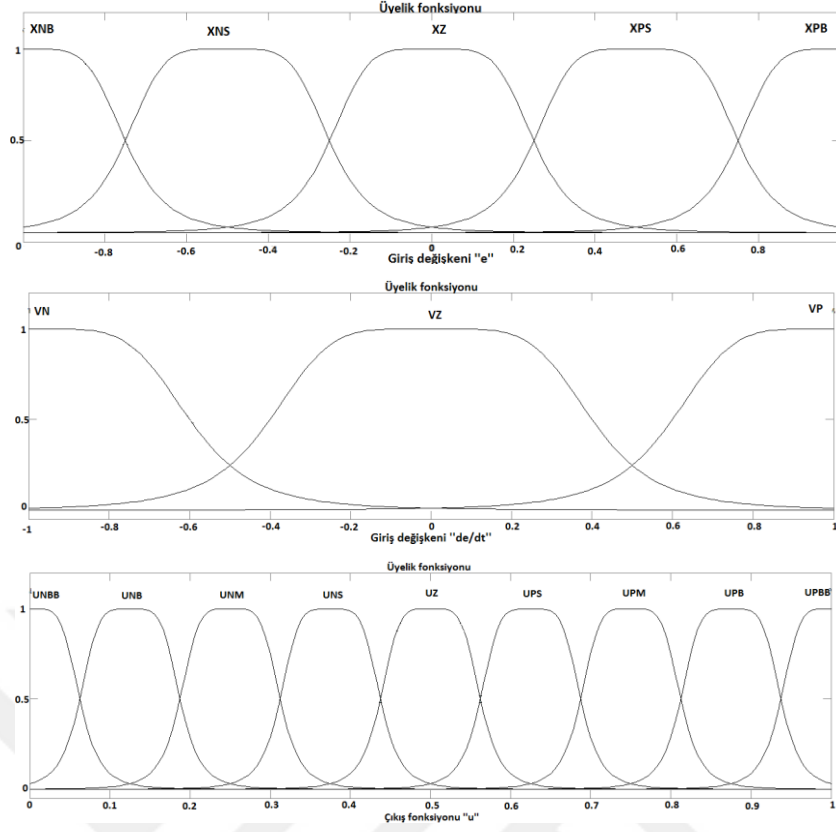 Üyelik fonksiyonu
XNB XNS XZ XPS XPB
1
0.5
0
-0.8 -0.6 -0.4 -0.2 0 0.2 0.4 0.6 0.8
Giriş değişkeni "e"
Üyelik fonksiyonu
VN VZ VP
1
0.5
0
-1 -0.8 -0.6 -0.4 -0.2 0 0.2 0.4 0.6 0.8 1
Giriş değişkeni "de/dt"
Üyelik fonksiyonu
UNBB UNB UNM UNS UZ UPS UPM UPB UPBB
1
0.5
0
0 0.1 0.2 0.3 0.4 0.5 0.6 0.7 0.8 0.9 1
Çıkış fonksiyonu "u"